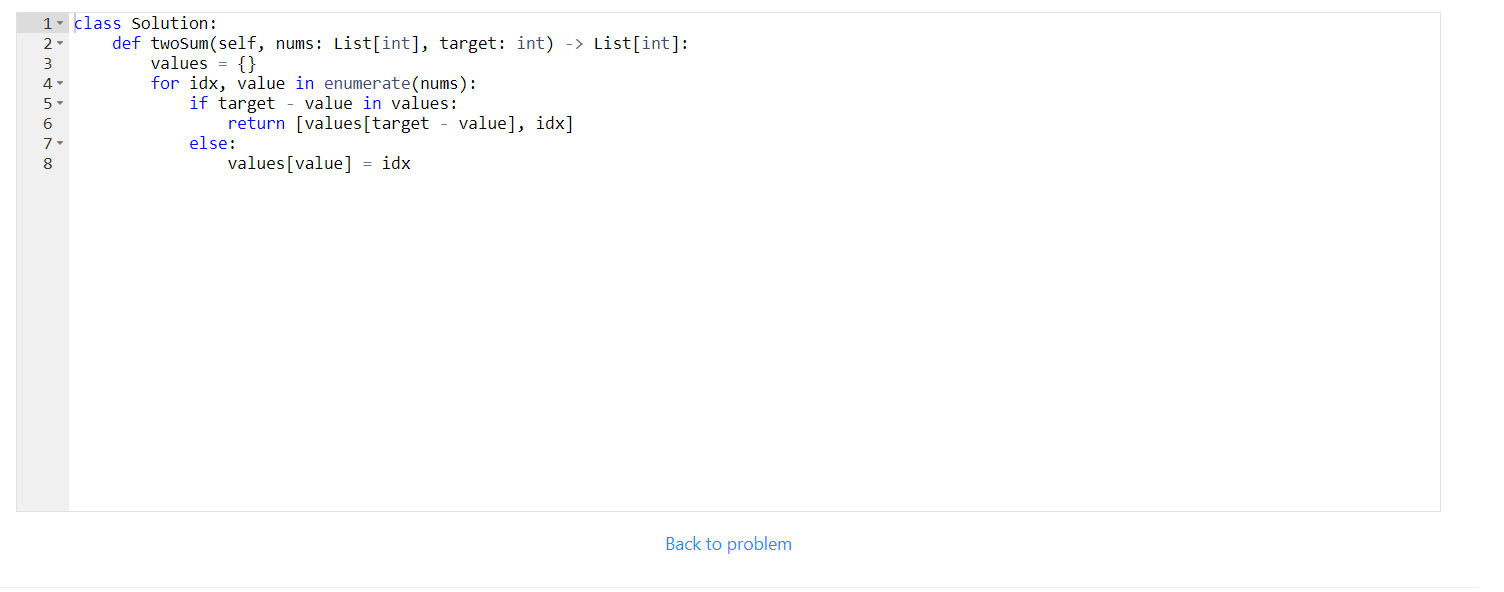 1 class Solution:
2     def twoSum(self, nums: List[int], target: int) -> List[int]:
3         values = {}
4         for idx, value in enumerate(nums):
5             if target - value in values:
6                 return [values[target - value], idx]
7             else:
8                 values[value] = idx
Back to problem